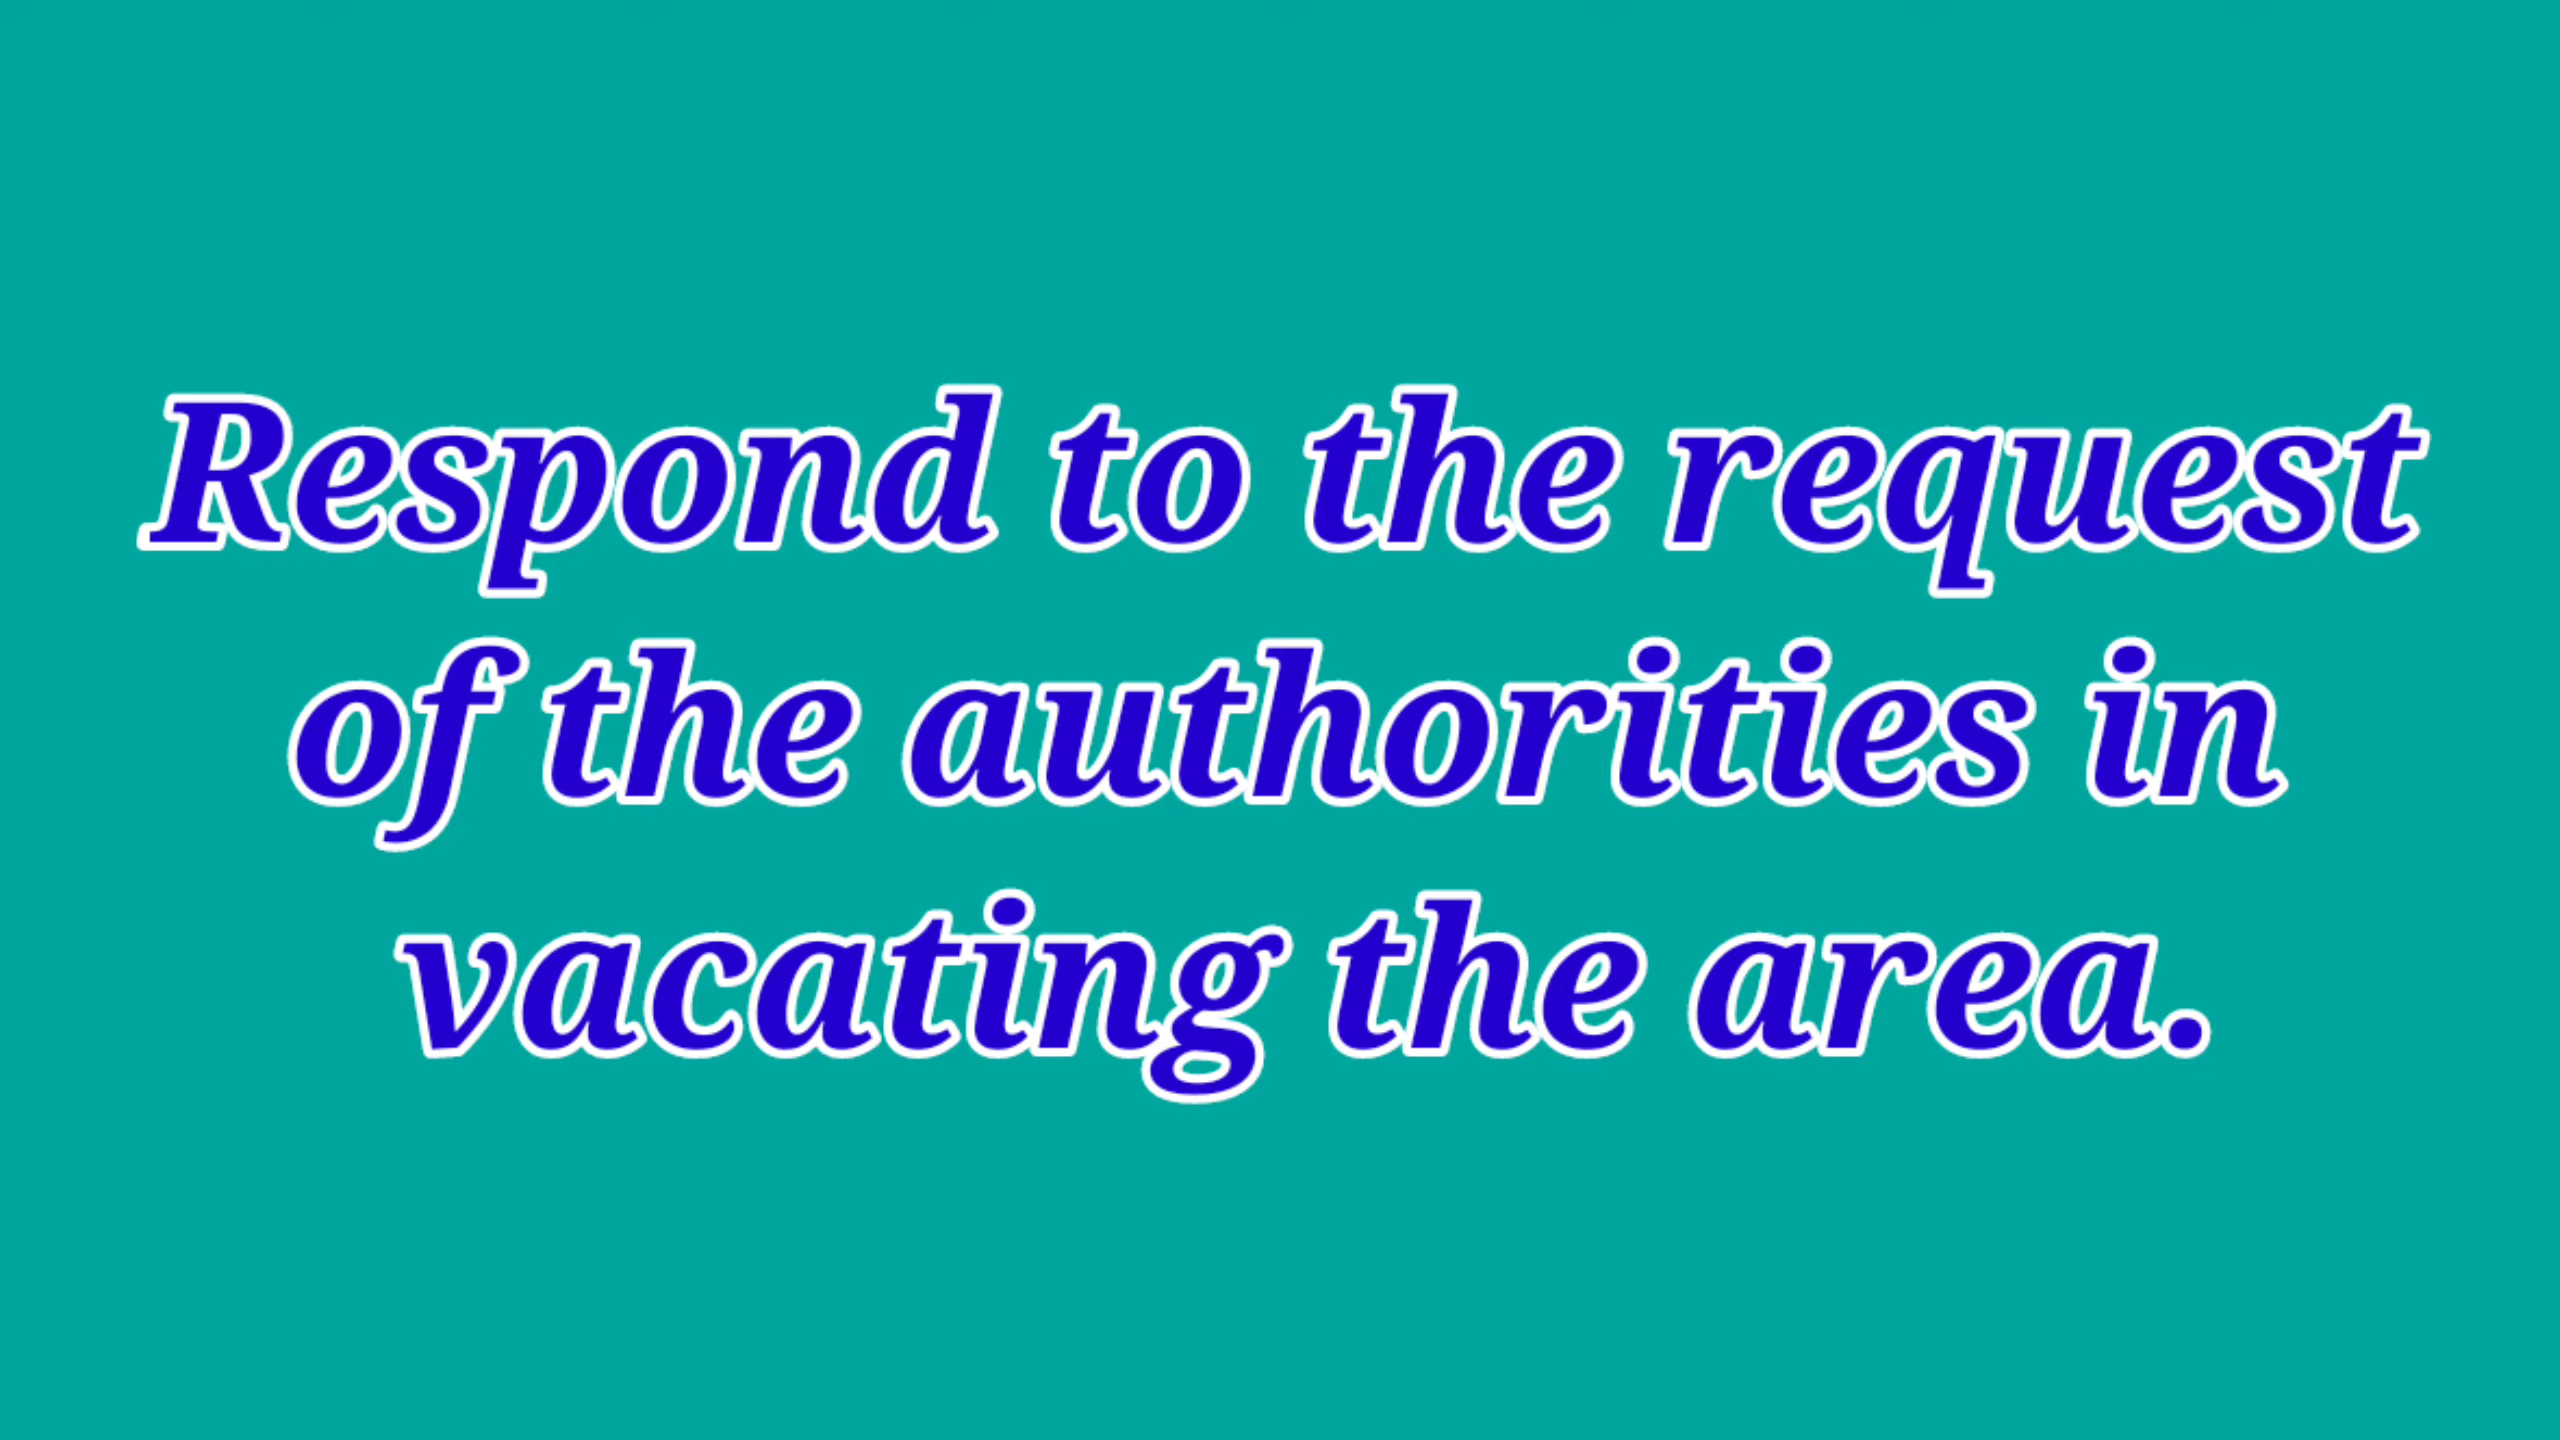 Respond to the request
of the authorities in
vacating the area.